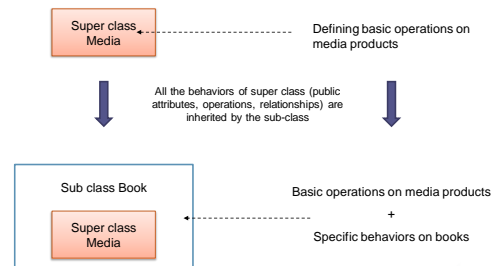 Super class
Media
Defining basic operations on
media products
All the behaviors of super class (public
attributes, operations, relationships) are
inherited by the sub-class
Sub class Book
Super class
Media
Basic operations on media products
+
Specific behaviors on books